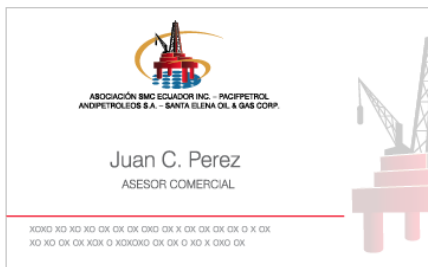 ASOCIACIÓN SMC ECUADOR INC. – PACIFPETROL
ANDIPETROLEOS S.A. – SANTA ELENA OIL & GAS CORP.
Juan C. Perez
ASESOR COMERCIAL
XOXO XO XO XO OX OX OX OXO OX X OX OX OX OX O X OX
XO XO OX OX XOX O XOXOXO OX OX O XO X OXO OX